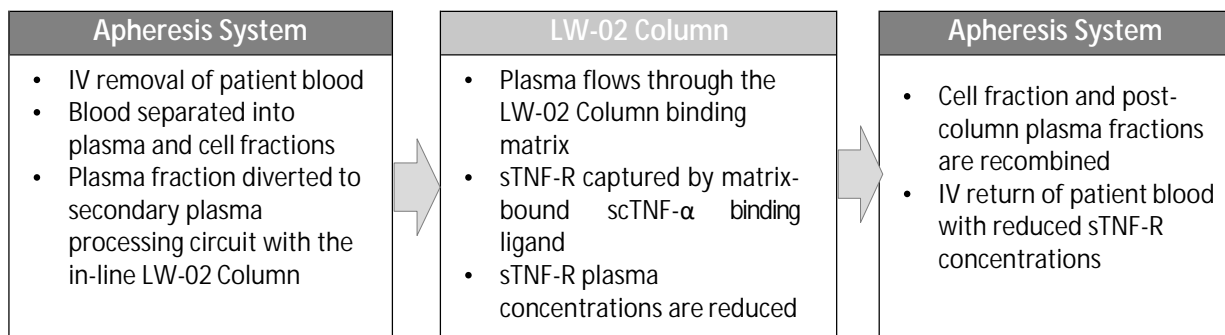 Apheresis System
• IV removal of patient blood
• Blood separated into
plasma and cell fractions
• Plasma fraction diverted to
secondary plasma
processing circuit with the
in-line LW-02 Column
LW-02 Column
• Plasma flows through the
LW-02 Column binding
matrix
• sTNF-R captured by matrix-
bound scTNF-α binding
ligand
• sTNF-R plasma
concentrations are reduced
Apheresis System
• Cell fraction and post-
column plasma fractions
are recombined
• IV return of patient blood
with reduced sTNF-R
concentrations